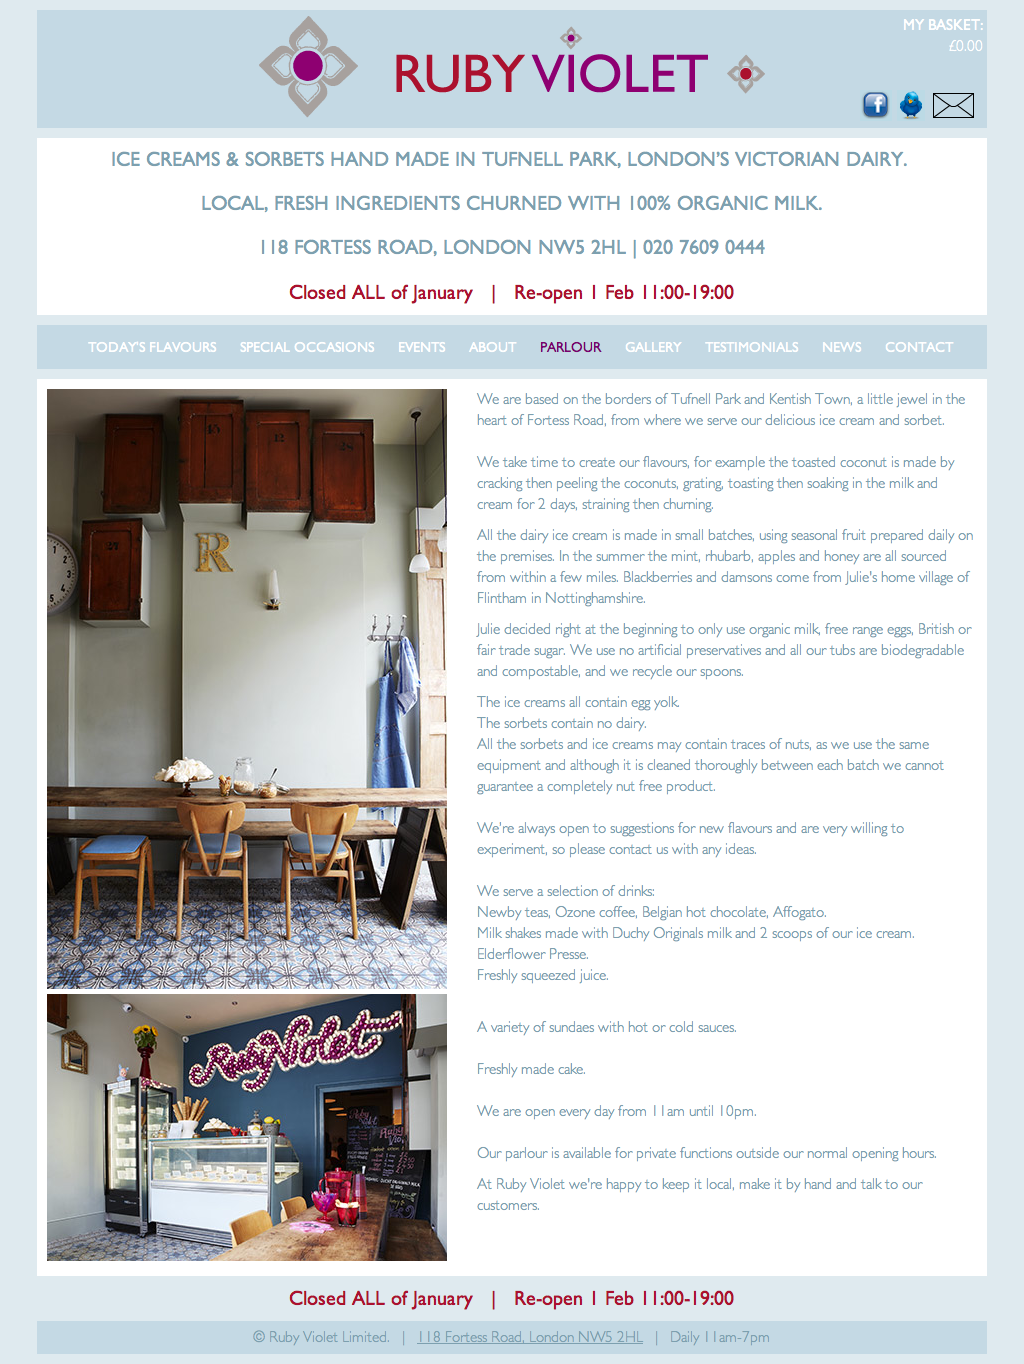 MY BASKET:
£0.00
RUBY VIOLET
ICE CREAMS & SORBETS HAND MADE IN TUFNELL PARK, LONDON'S VICTORIAN DAIRY.
LOCAL, FRESH INGREDIENTS CHURNED WITH 100% ORGANIC MILK.
118 FORTESS ROAD, LONDON NW5 2HL | 020 7609 0444
Closed ALL of January | Re-open 1 Feb 11:00-19:00
TODAY'S FLAVOURS SPECIAL OCCASIONS EVENTS ABOUT PARLOUR GALLERY TESTIMONIALS NEWS CONTACT
R
Ruby Violet
We are based on the borders of Tufnell Park and Kentish Town, a little jewel in the
heart of Fortess Road, from where we serve our delicious ice cream and sorbet.
We take time to create our flavours, for example the toasted coconut is made by
cracking then peeling the coconuts, grating, toasting then soaking in the milk and
cream for 2 days, straining then churning.
All the dairy ice cream is made in small batches, using seasonal fruit prepared daily on
the premises. In the summer the mint, rhubarb, apples and honey are all sourced
from within a few miles. Blackberries and damsons come from Julie's home village of
Flintham in Nottinghamshire.
Julie decided right at the beginning to only use organic milk, free range eggs, British or
fair trade sugar. We use no artificial preservatives and all our tubs are biodegradable
and compostable, and we recycle our spoons.
The ice creams all contain egg yolk.
The sorbets contain no dairy.
All the sorbets and ice creams may contain traces of nuts, as we use the same
equipment and although it is cleaned thoroughly between each batch we cannot
guarantee a completely nut free product.
We're always open to suggestions for new flavours and are very willing to
experiment, so please contact us with any ideas.
We serve a selection of drinks:
Newby teas, Ozone coffee, Belgian hot chocolate, Affogato.
Milk shakes made with Duchy Originals milk and 2 scoops of our ice cream.
Elderflower Presse.
Freshly squeezed juice.
A variety of sundaes with hot or cold sauces.
Freshly made cake.
We are open every day from 11am until 10pm.
Our parlour is available for private functions outside our normal opening hours.
At Ruby Violet we're happy to keep it local, make it by hand and talk to our
customers.
Closed ALL of January | Re-open 1 Feb 11:00-19:00
© Ruby Violet Limited. | 118 Fortess Road, London NW5 2HL | Daily 11am-7pm